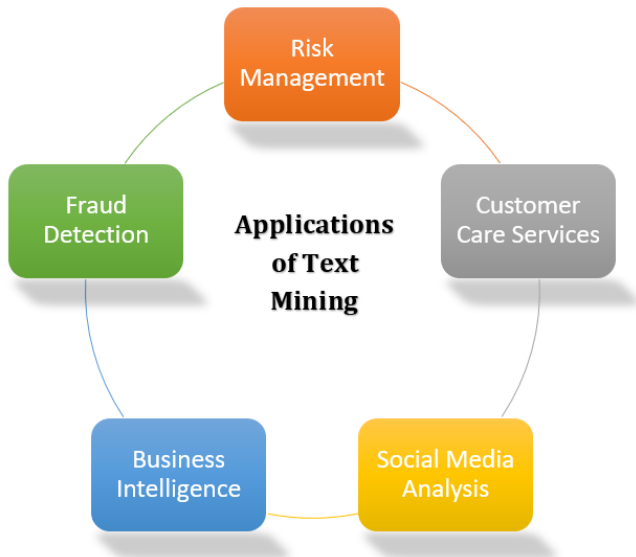 Risk
Management
Fraud
Detection
Customer
Care Services
Applications
of Text
Mining
Business
Intelligence
Social Media
Analysis